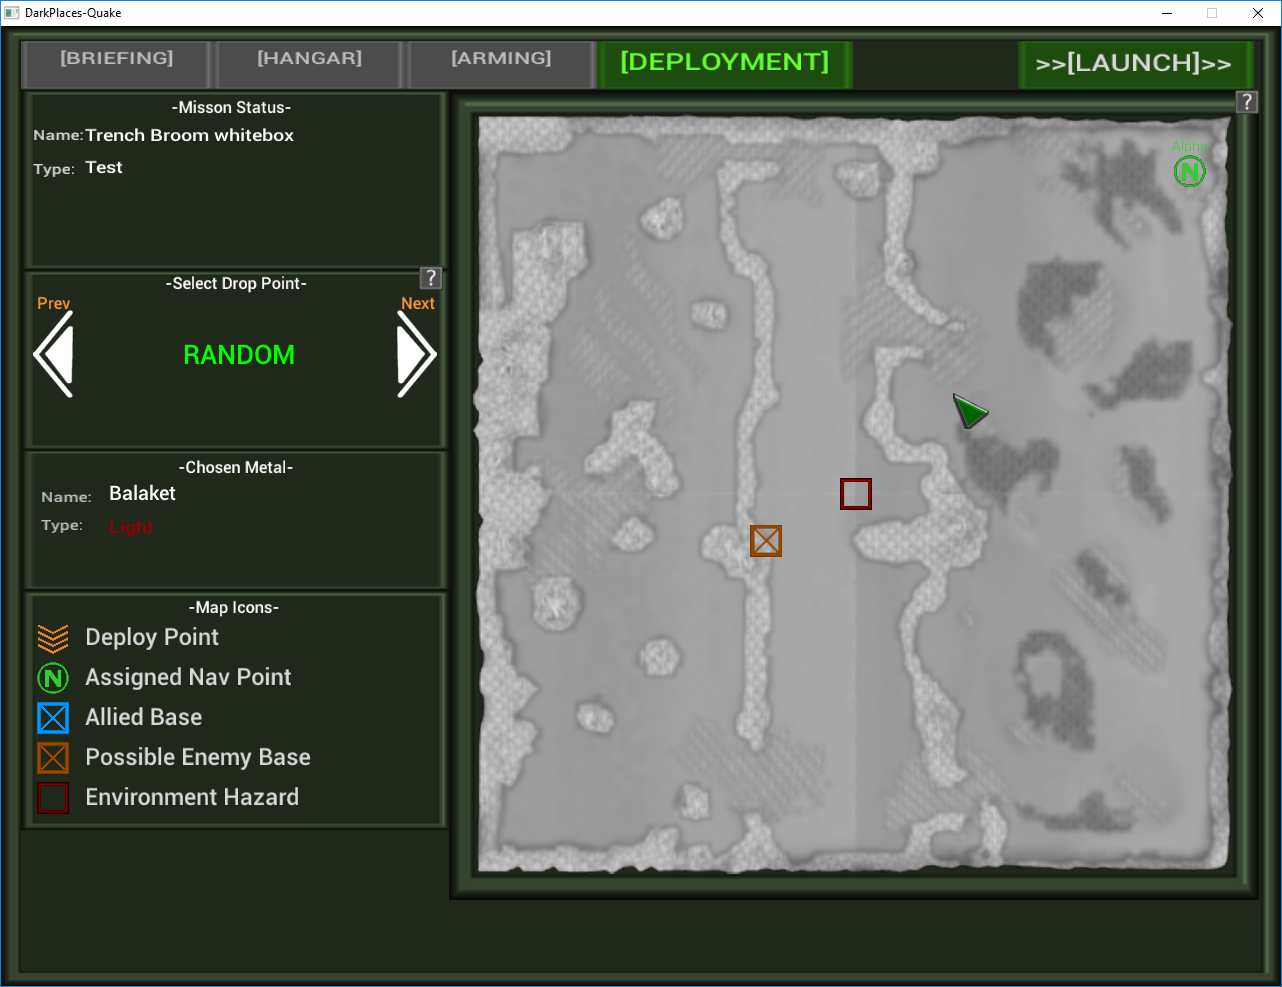 DarkPlaces-Quake
[BRIEFING] [HANGAR] [ARMING] [DEPLOYMENT] >>[LAUNCH]>>
?
-Misson Status-
Name: Trench Broom whitebox
Type: Test
-Select Drop Point- ?
Prev Next
RANDOM
-Chosen Metal-
Name: Balaket
Type: Light
-Map Icons-
Deploy Point
N Assigned Nav Point
Allied Base
Possible Enemy Base
Environment Hazard
Alpha
N